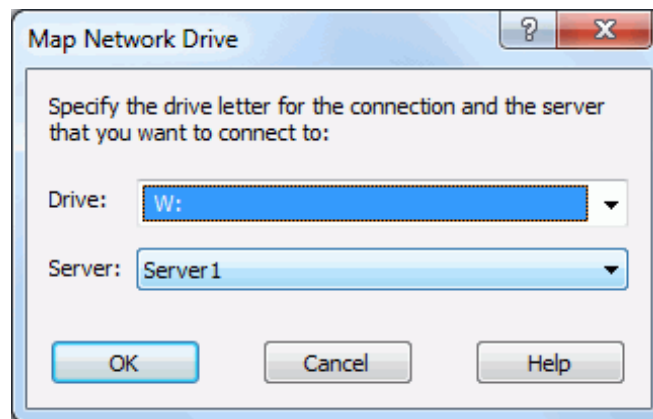 Map Network Drive
Specify the drive letter for the connection and the server
that you want to connect to:
Drive: W:
Server: Server1
OK Cancel Help